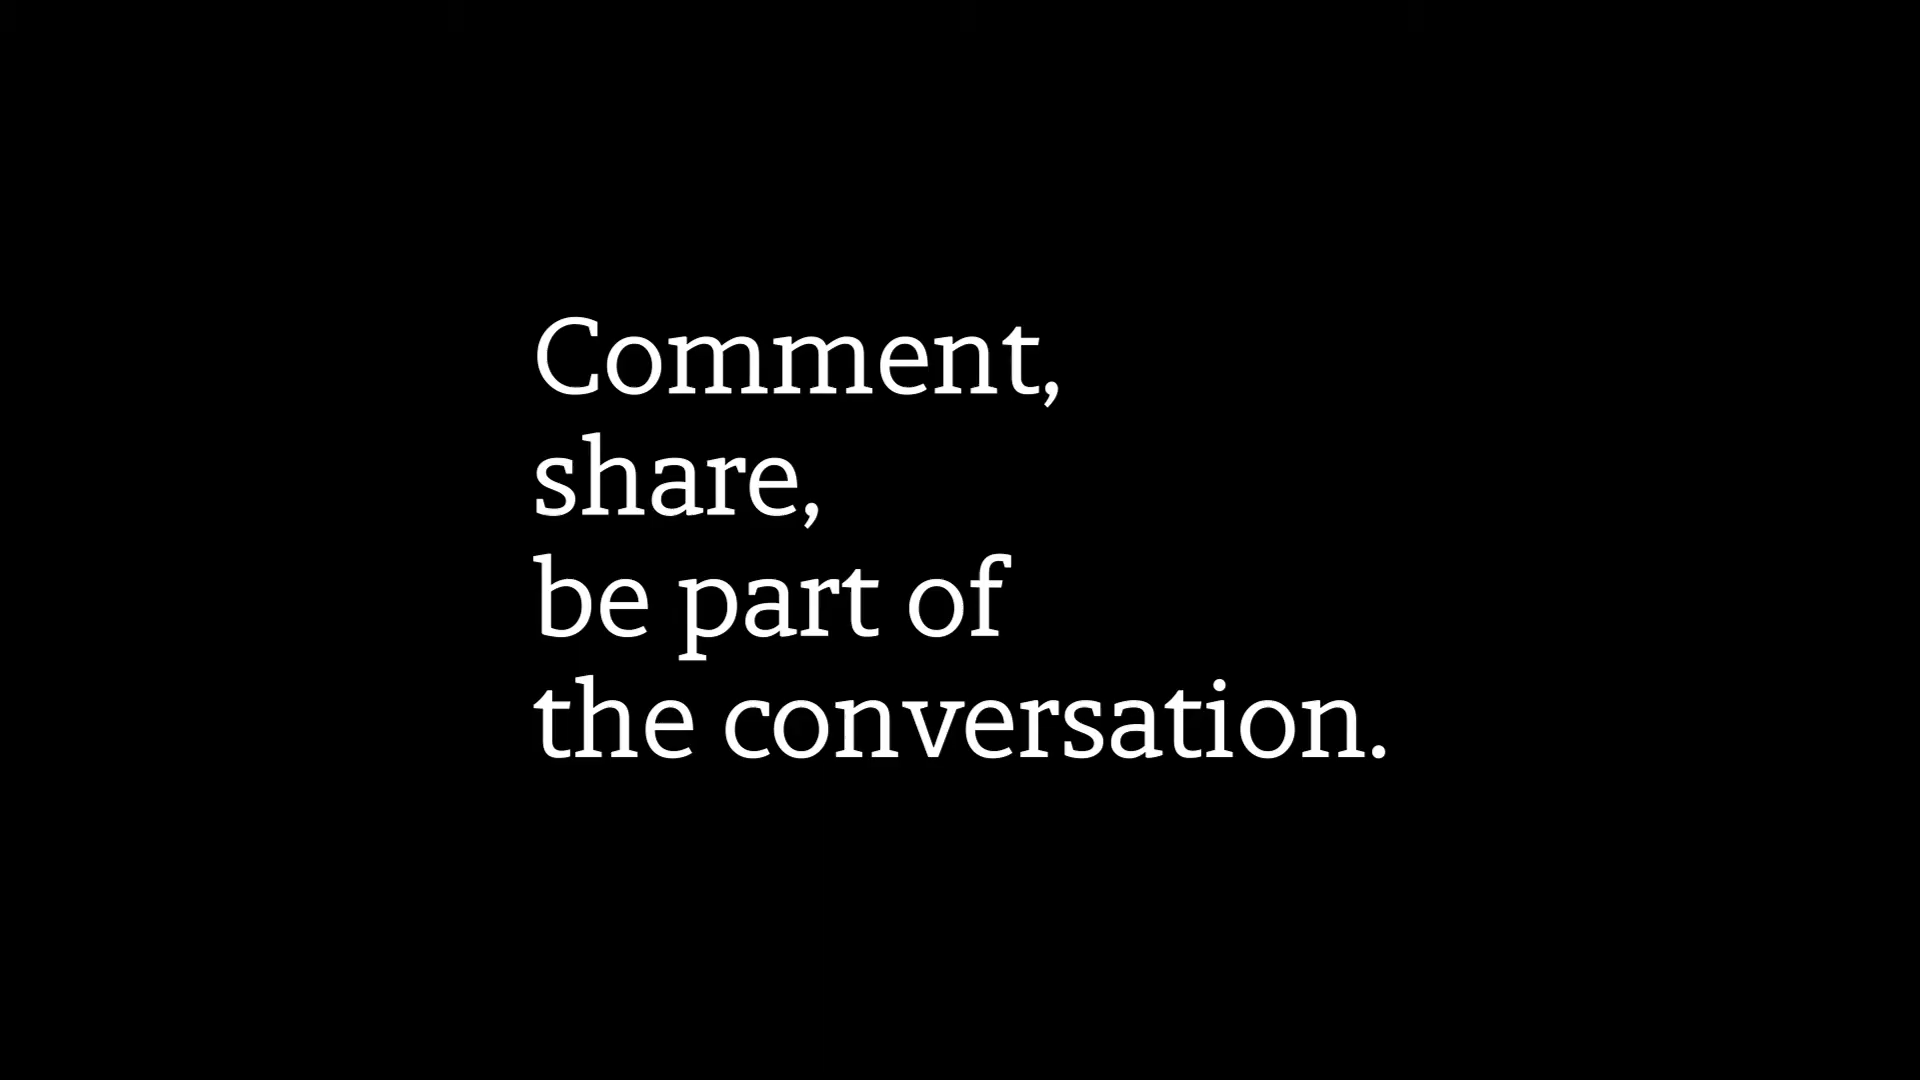 Comment,
share,
be part of
the conversation.